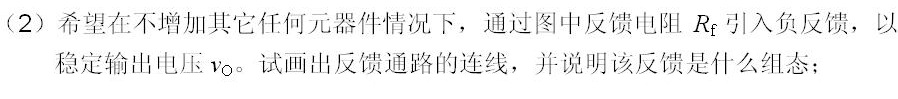 （2）希望在不增加其它任何元器件情况下，通过图中反馈电阻 Rf 引入负反馈，以
稳定输出电压 vO。试画出反馈通路的连线，并说明该反馈是什么组态；